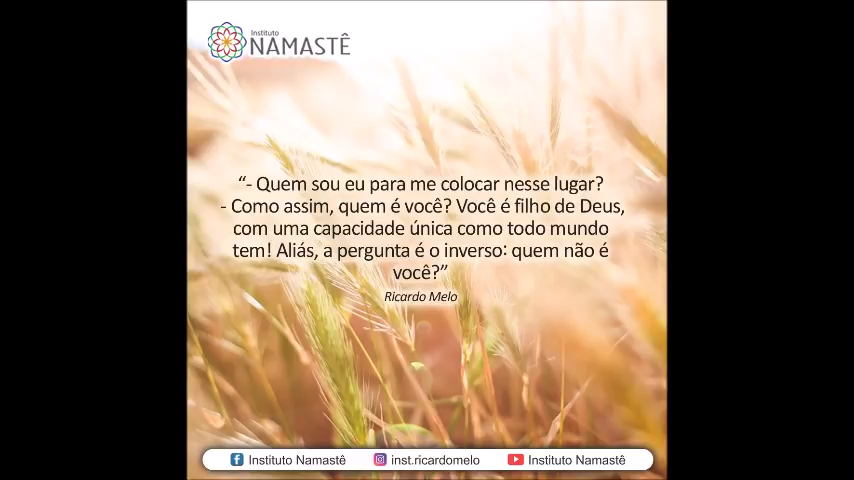 Instituto
NAMASTÊ
“- Quem sou eu para me colocar nesse lugar?
- Como assim, quem é você? Você é filho de Deus,
com uma capacidade única como todo mundo
tem! Aliás, a pergunta é o inverso: quem não é
você?”
Ricardo Melo
Instituto Namastê inst.ricardomelo Instituto Namastê